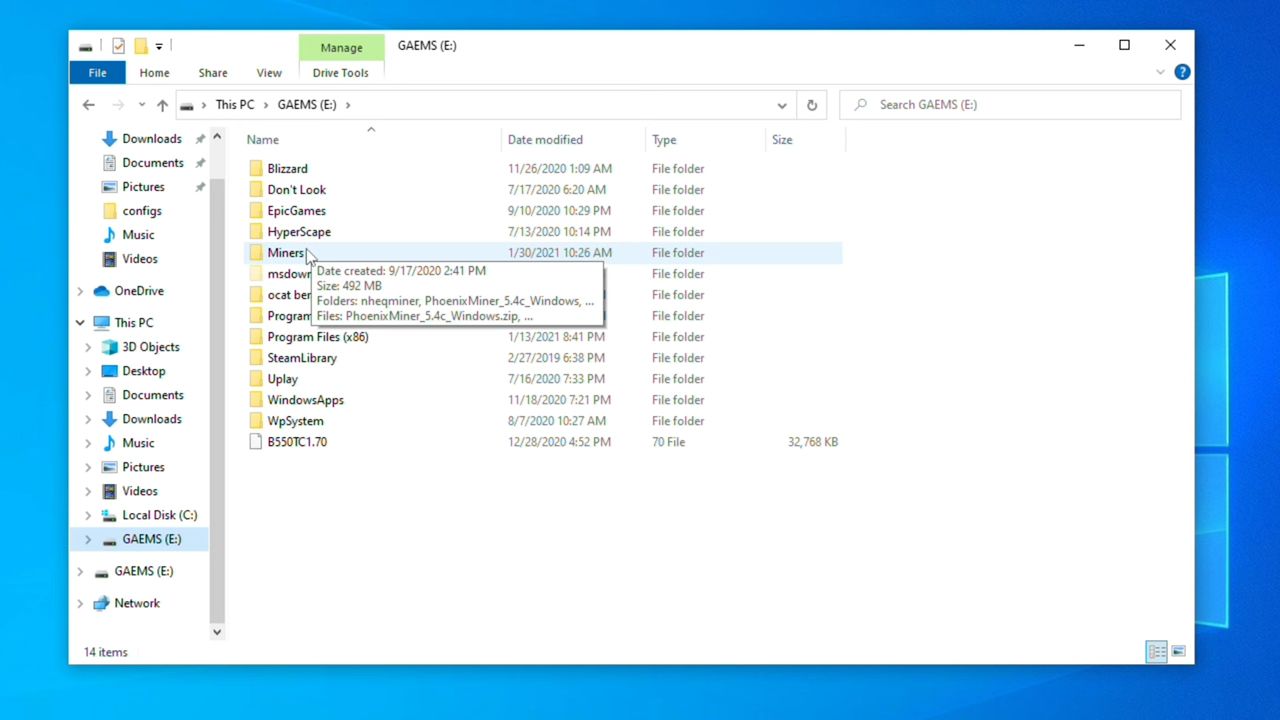 Manage
GAEMS (E:)
File
Home
Share
View
Drive Tools
This PC
GAEMS (E:)
Search GAEMS (E:)
Downloads
Documents
Pictures
configs
Music
Videos
OneDrive
This PC
3D Objects
Desktop
Documents
Downloads
Music
Pictures
Videos
Local Disk (C:)
GAEMS (E:)
GAEMS (E:)
Network
Name Date modified Type Size
Blizzard 11/26/2020 1:09 AM File folder
Don't Look 7/17/2020 6:20 AM File folder
EpicGames 9/10/2020 10:29 PM File folder
HyperScape 7/13/2020 10:14 PM File folder
Miners 1/30/2021 10:26 AM File folder
File folder
ocat File folder
File folder
Program Files (x86) 1/13/2021 8:41 PM File folder
SteamLibrary 2/27/2019 6:38 PM File folder
Uplay 7/16/2020 7:33 PM File folder
WindowsApps 11/18/2020 7:21 PM File folder
WpSystem 8/7/2020 10:27 AM File folder
B550TC1.70 12/28/2020 4:52 PM 70 File 32,768 KB
Date created: 9/17/2020 2:41 PM
Size: 492 MB
Folders: nheqminer, PhoenixMiner_5.4c_Windows, ...
Files: PhoenixMiner_5.4c_Windows.zip, ...
14 items